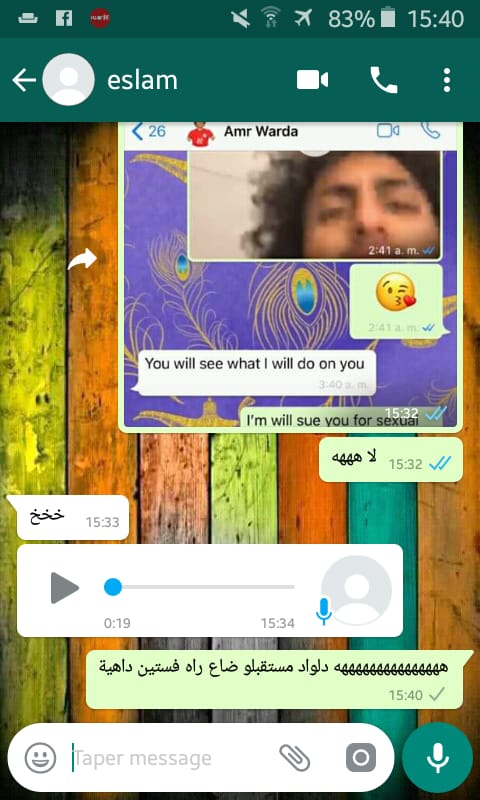 83% 15:40
eslam
26 Amr Warda
2:41 a. m.
2:41 a. m.
You will see what I will do on you
3:40 a. m.
I'm will sue you for sexual
15:32
لا هههه
15:32
خخخ
15:33
0:19 15:34
هههههههههههههههههه دلواد مستقبلو ضاع راه فستين داهية
15:40
Taper message